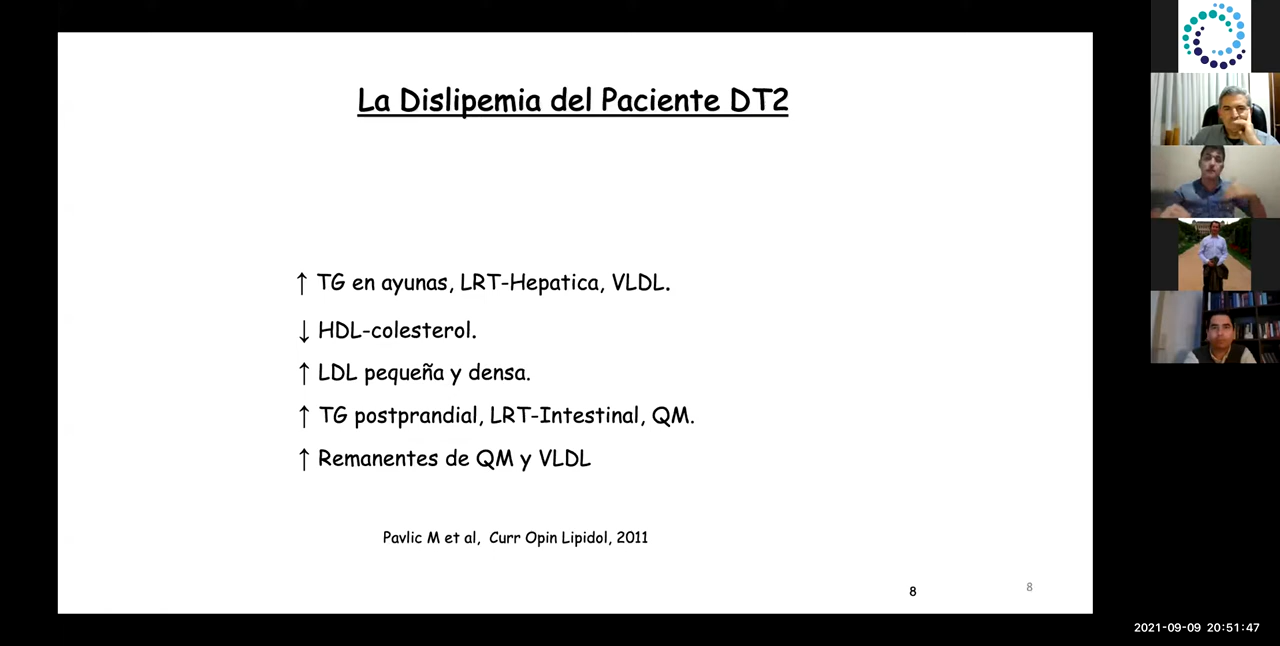 La Dislipemia del Paciente DT2
↑ TG en ayunas, LRT-Hepatica, VLDL.
↓ HDL-colesterol.
↑ LDL pequeña y densa.
↑ TG postprandial, LRT-Intestinal, QM.
↑ Remanentes de QM y VLDL
Pavlic M et al, Curr Opin Lipidol, 2011
8
8
2021-09-09 20:51:47